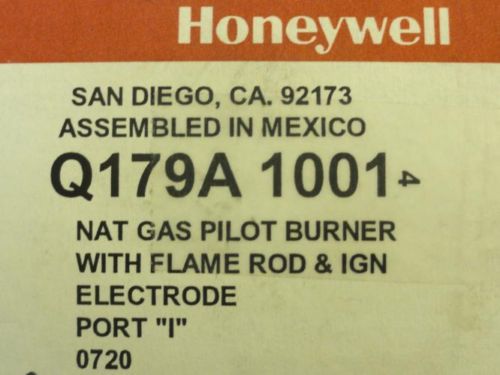 Honeywell
SAN DIEGO, CA. 92173
ASSEMBLED IN MEXICO
Q179A 1001 4
NAT GAS PILOT BURNER
WITH FLAME ROD & IGN
ELECTRODE
PORT "I"
0720